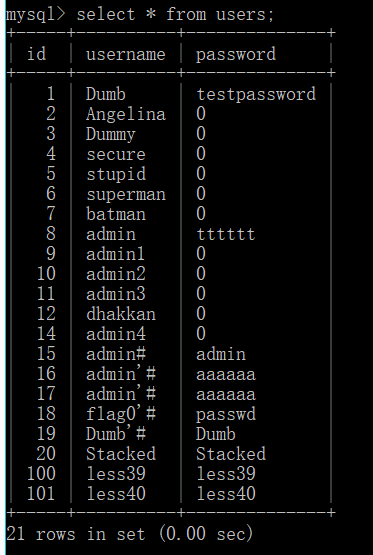 mysql> select * from users;
+-----+----------+--------------+
| id  | username | password     |
+-----+----------+--------------+
|   1 | Dumb     | testpassword |
|   2 | Angelina | 0            |
|   3 | Dummy    | 0            |
|   4 | secure   | 0            |
|   5 | stupid   | 0            |
|   6 | superman | 0            |
|   7 | batman   | 0            |
|   8 | admin    | tttttt       |
|   9 | admin1   | 0            |
|  10 | admin2   | 0            |
|  11 | admin3   | 0            |
|  12 | dhakkan  | 0            |
|  14 | admin4   | 0            |
|  15 | admin#   | admin        |
|  16 | admin'#  | aaaaaa       |
|  17 | admin'#  | aaaaaa       |
|  18 | flag0'#  | passwd       |
|  19 | Dumb'#   | Dumb         |
|  20 | Stacked  | Stacked      |
| 100 | less39   | less39       |
| 101 | less40   | less40       |
+-----+----------+--------------+
21 rows in set (0.00 sec)